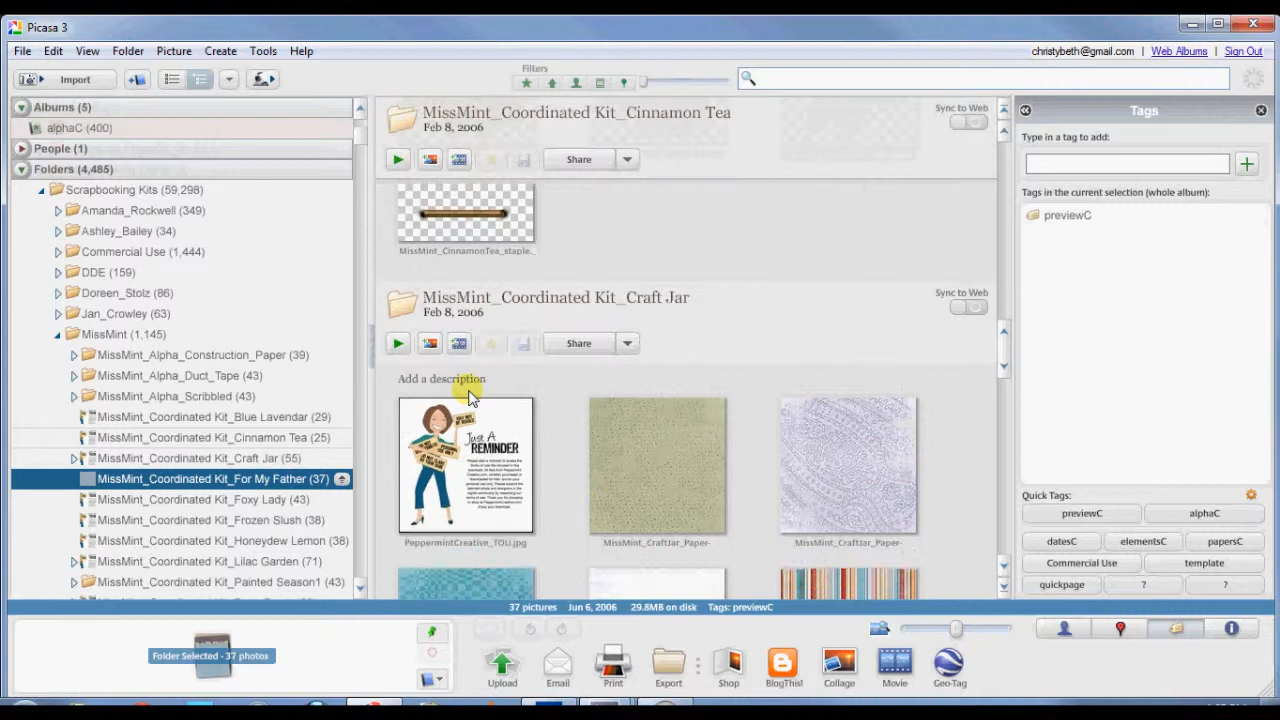 Picasa 3
File Edit View Folder Picture Create Tools Help
christybeth@gmail.com Web Albums Sign Out
Import
Filters
Albums (5)
alphaC (400)
People (1)
Folders (4,485)
Scrapbooking Kits (59,298)
Amanda_Rockwell (349)
Ashley_Bailey (34)
Commercial Use (1,444)
DDE (159)
Doreen_Stolz (86)
Jan_Crowley (63)
MissMint (1,145)
MissMint_Alpha_Construction_Paper (39)
MissMint_Alpha_Duct_Tape (43)
MissMint_Alpha_Scribbled (43)
MissMint_Coordinated Kit_Blue Lavendar (29)
MissMint_Coordinated Kit_Cinnamon Tea (25)
MissMint_Coordinated Kit_Craft Jar (55)
MissMint_Coordinated Kit_For My Father (37)
MissMint_Coordinated Kit_Foxy Lady (43)
MissMint_Coordinated Kit_Frozen Slush (38)
MissMint_Coordinated Kit_Honeydew Lemon (38)
MissMint_Coordinated Kit_Lilac Garden (71)
MissMint_Coordinated Kit_Painted Season1 (43)
MissMint_Coordinated Kit_Cinnamon Tea
Feb 8, 2006
Sync to Web
Share
MissMint_CinnamonTea_staple._
MissMint_Coordinated Kit_Craft Jar
Feb 8, 2006
Sync to Web
Share
Add a description
Just A
REMINDER
PeppermintCreative_TOU.jpg
MissMint_CraftJar_Paper-
MissMint_CraftJar_Paper-
Tags
Type in a tag to add:
Tags in the current selection (whole album):
previewC
Quick Tags:
previewC alphaC
datesC elementsC papersC
Commercial Use template
quickpage ? ?
37 pictures Jun 6, 2006 29.8MB on disk Tags: previewC
Folder Selected - 37 photos
Upload Email Print Export Shop BlogThis! Collage Movie Geo-Tag